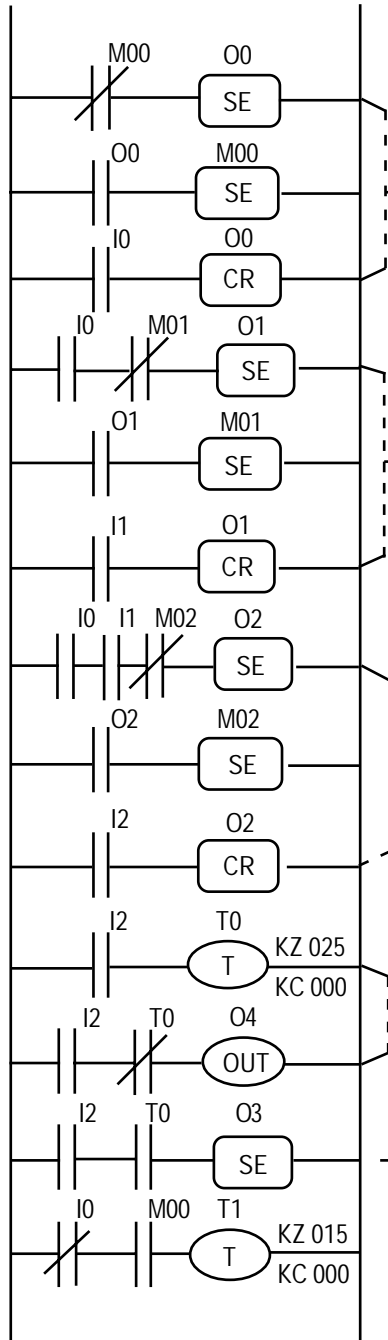 M00 O0
SE
O0 M00
SE
I0 O0
CR
I0 M01 O1
SE
O1 M01
SE
I1 O1
CR
I0 I1 M02 O2
SE
O2 M02
SE
I2 O2
CR
I2 T0 KZ 025
T
KC 000
I2 T0 O4
OUT
I2 T0 O3
SE
I0 M00 T1 KZ 015
T
KC 000